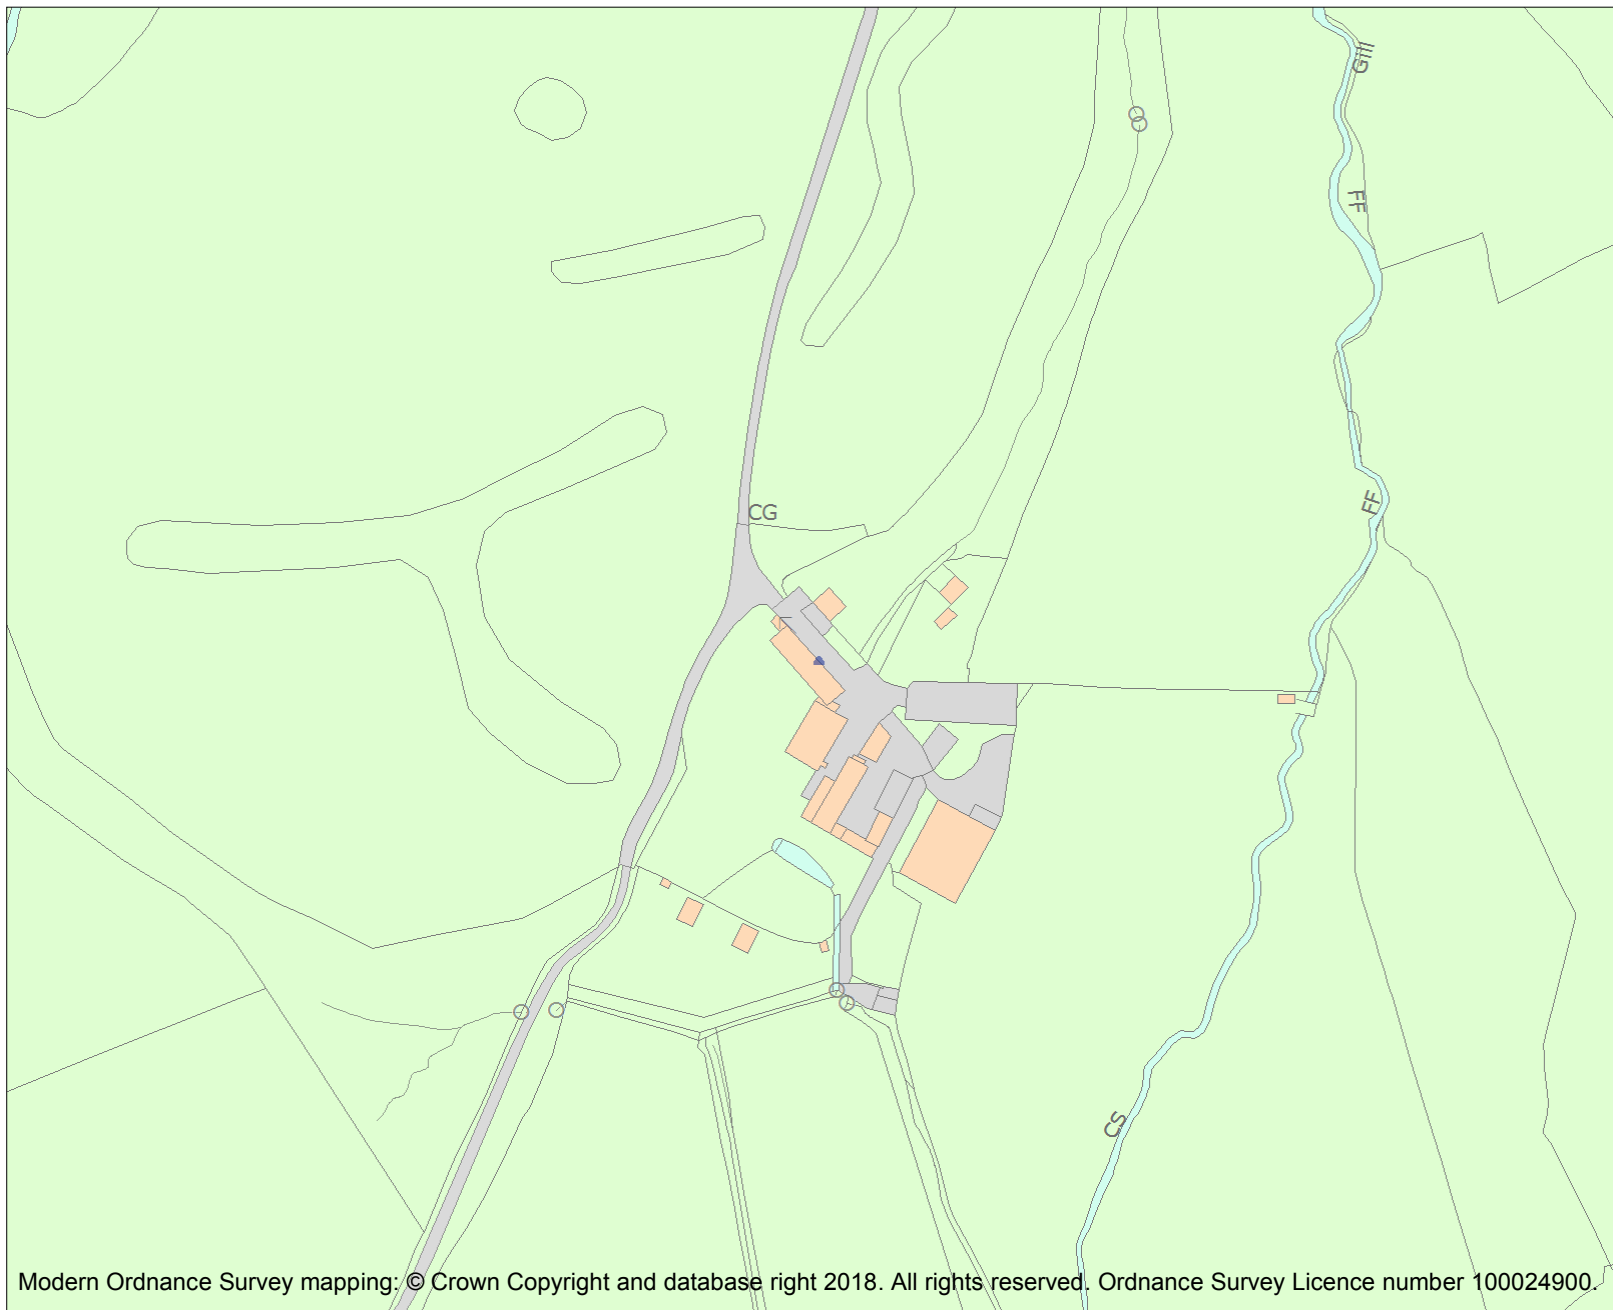 Gill
FF
FF
CG
CS
Modern Ordnance Survey mapping: © Crown Copyright and database right 2018. All rights reserved. Ordnance Survey Licence number 100024900.